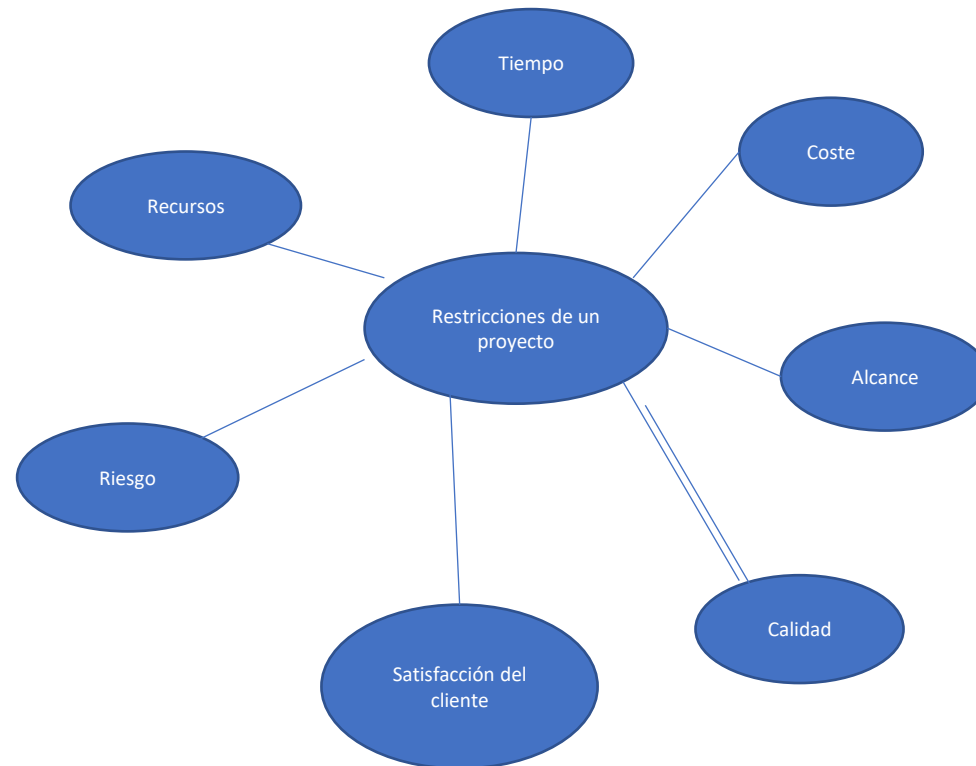 Tiempo
Coste
Recursos
Restricciones de un
proyecto
Alcance
Riesgo
Calidad
Satisfacción del
cliente